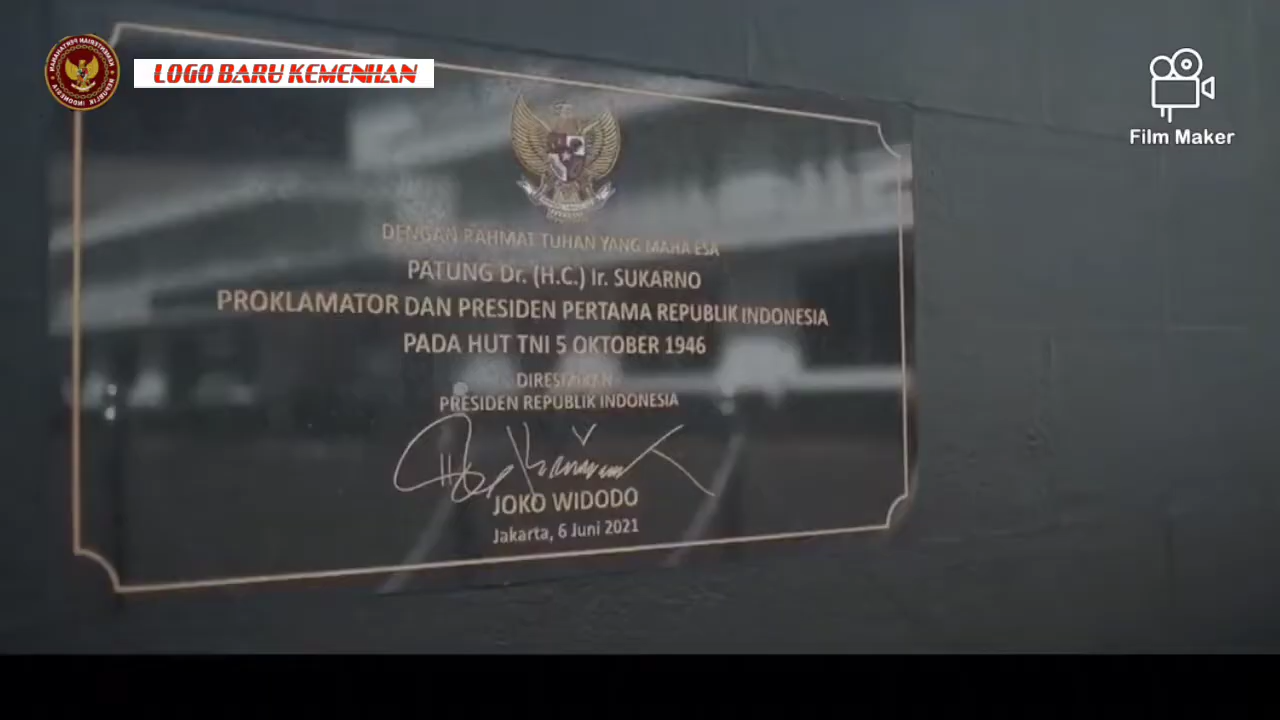 LOGO BARU KEMENHAN
Film Maker
DENGAN RAHMAT TUHAN YANG MAHA ESA
PATUNG Dr. (H.C.) Ir. SUKARNO
PROKLAMATOR DAN PRESIDEN PERTAMA REPUBLIK INDONESIA
PADA HUT TNI 5 OKTOBER 1946
DIRESMIKAN
PRESIDEN REPUBLIK INDONESIA
JOKO WIDODO
Jakarta, 6 Juni 2021